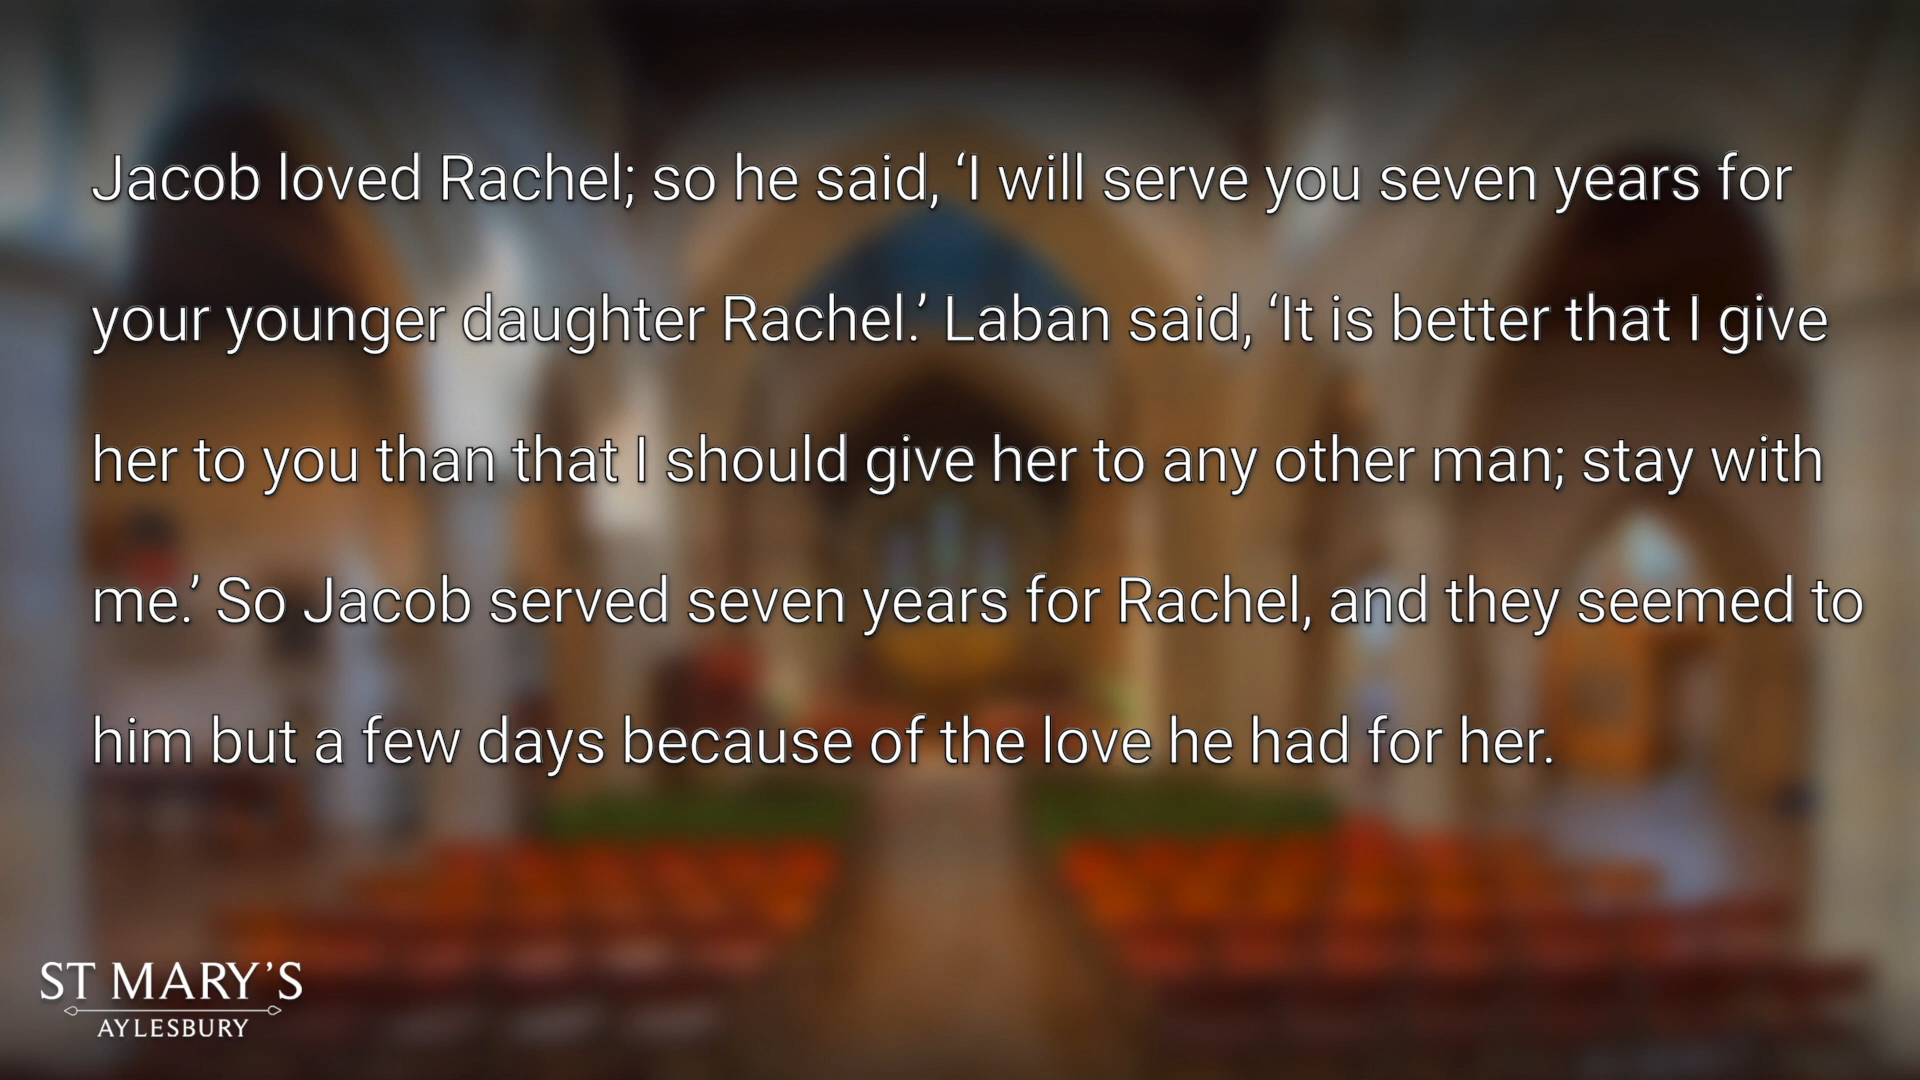 Jacob loved Rachel; so he said, ‘I will serve you seven years for
your younger daughter Rachel.’ Laban said, ‘It is better that I give
her to you than that I should give her to any other man; stay with
me.’ So Jacob served seven years for Rachel, and they seemed to
him but a few days because of the love he had for her.
ST MARY’S
AYLESBURY